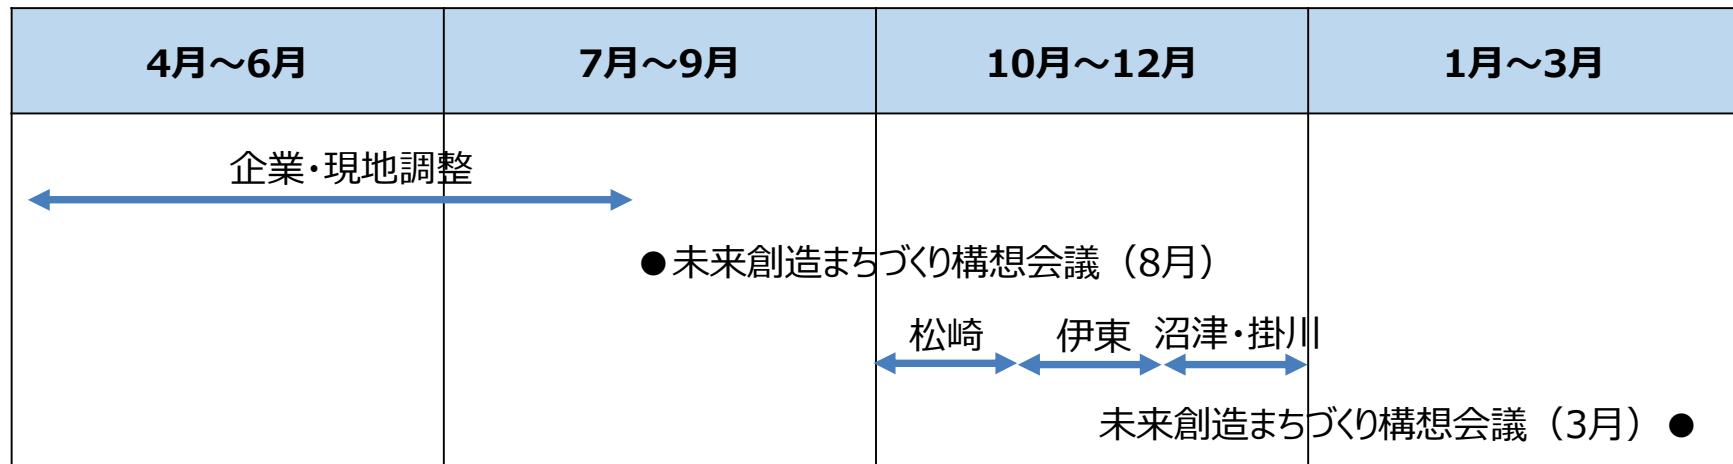 4月～6月 7月～9月 10月～12月 1月～3月
企業・現地調整
●未来創造まちづくり構想会議（8月）
松崎 伊東 沼津・掛川
未来創造まちづくり構想会議（3月）●